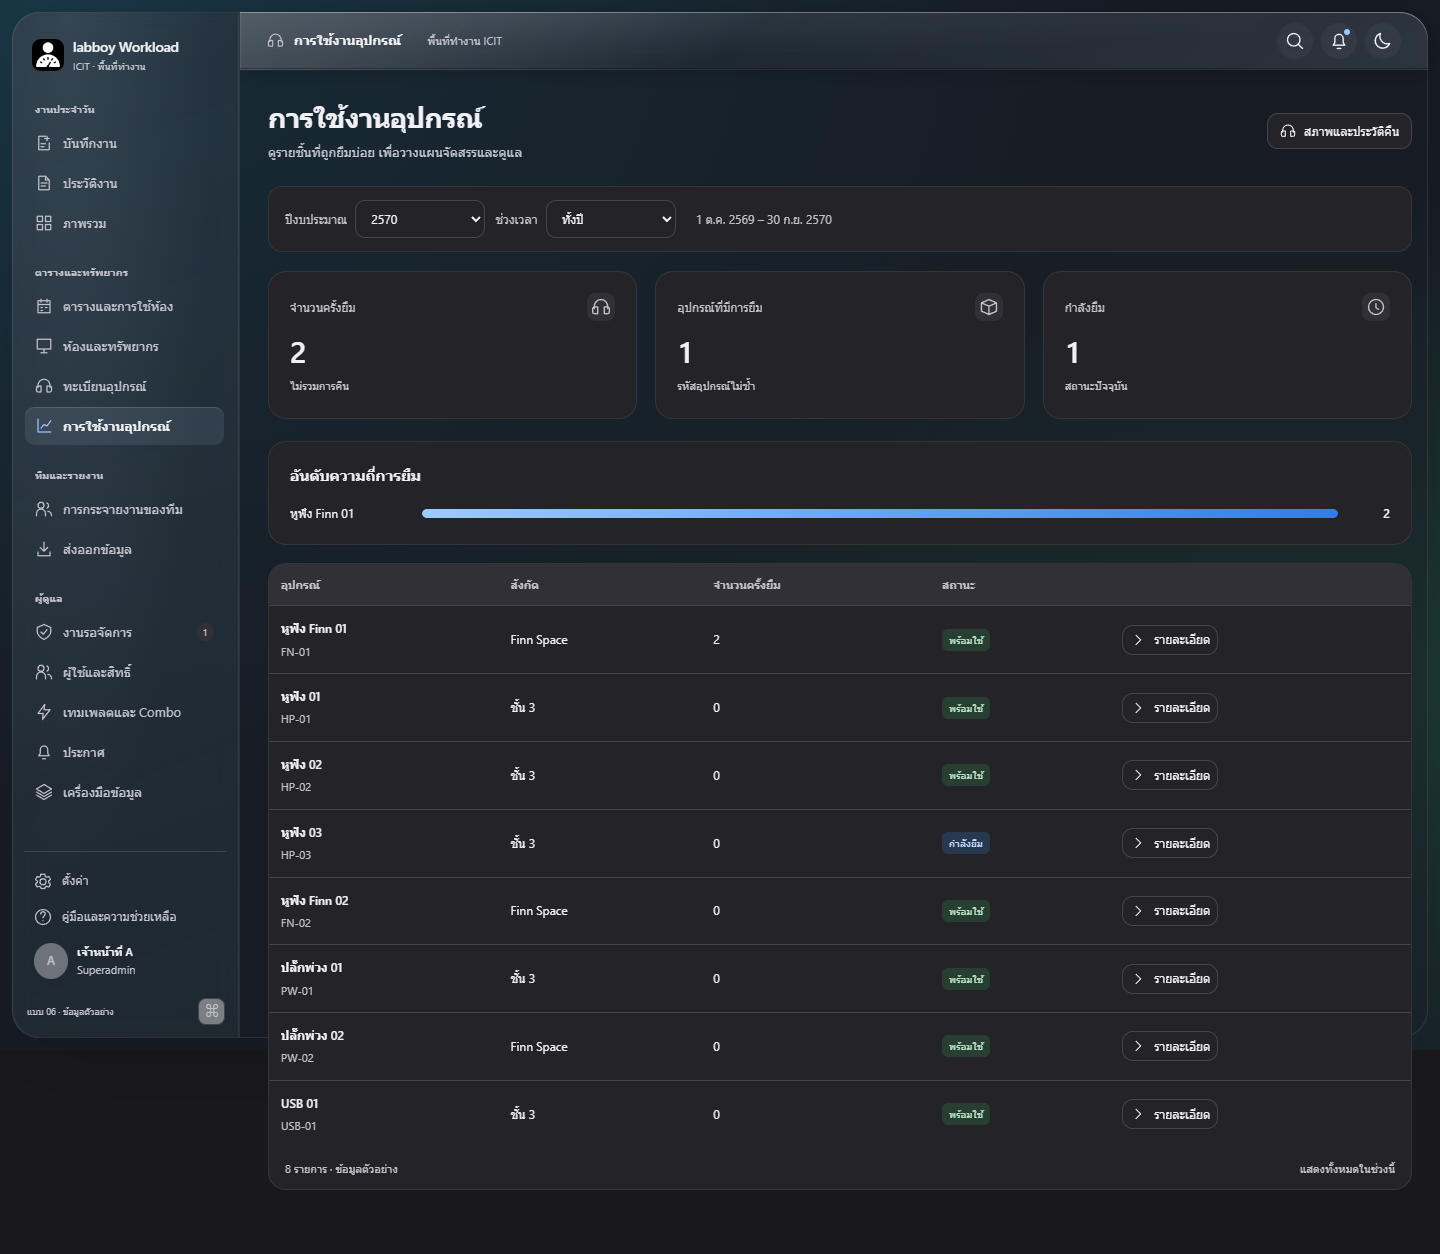 labboy Workload
ICIT · พื้นที่ทำงาน
งานประจำวัน
บันทึกงาน
ประวัติงาน
ภาพรวม
ตารางและทรัพยากร
ตารางและการใช้ห้อง
ห้องและทรัพยากร
ทะเบียนอุปกรณ์
การใช้งานอุปกรณ์
ทีมและรายงาน
การกระจายงานของทีม
ส่งออกข้อมูล
ผู้ดูแล
งานรอจัดการ 1
ผู้ใช้และสิทธิ์
เทมเพลตและ Combo
ประกาศ
เครื่องมือข้อมูล
ตั้งค่า
คู่มือและความช่วยเหลือ
A เจ้าหน้าที่ A
Superadmin
แบบ 06 · ข้อมูลตัวอย่าง ⌘
การใช้งานอุปกรณ์ พื้นที่ทำงาน ICIT
การใช้งานอุปกรณ์
ดูรายชิ้นที่ถูกยืมบ่อย เพื่อวางแผนจัดสรรและดูแล
สภาพและประวัติคืน
ปีงบประมาณ 2570 ช่วงเวลา ทั้งปี 1 ต.ค. 2569 – 30 ก.ย. 2570
จำนวนครั้งยืม
2
ไม่รวมการคืน
อุปกรณ์ที่มีการยืม
1
รหัสอุปกรณ์ไม่ซ้ำ
กำลังยืม
1
สถานะปัจจุบัน
อันดับความถี่การยืม
หูฟัง Finn 01 2
อุปกรณ์ สังกัด จำนวนครั้งยืม สถานะ
หูฟัง Finn 01
FN-01 Finn Space 2 พร้อมใช้ รายละเอียด
หูฟัง 01
HP-01 ชั้น 3 0 พร้อมใช้ รายละเอียด
หูฟัง 02
HP-02 ชั้น 3 0 พร้อมใช้ รายละเอียด
หูฟัง 03
HP-03 ชั้น 3 0 กำลังยืม รายละเอียด
หูฟัง Finn 02
FN-02 Finn Space 0 พร้อมใช้ รายละเอียด
ปลั๊กพ่วง 01
PW-01 ชั้น 3 0 พร้อมใช้ รายละเอียด
ปลั๊กพ่วง 02
PW-02 Finn Space 0 พร้อมใช้ รายละเอียด
USB 01
USB-01 ชั้น 3 0 พร้อมใช้ รายละเอียด
8 รายการ · ข้อมูลตัวอย่าง แสดงทั้งหมดในช่วงนี้